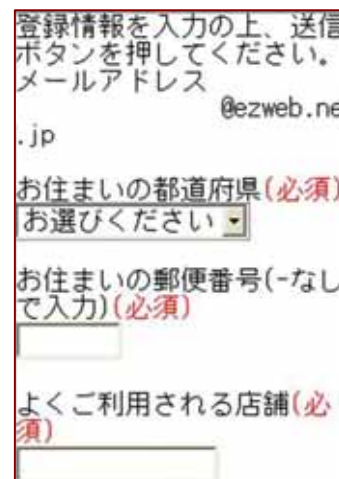 登録情報を入力の上、送信
ボタンを押してください。
メールアドレス
@ezweb.ne
.jp
お住まいの都道府県(必須)
お選びください
お住まいの郵便番号(-なし
で入力)(必須)
よくご利用される店舗(必
須)